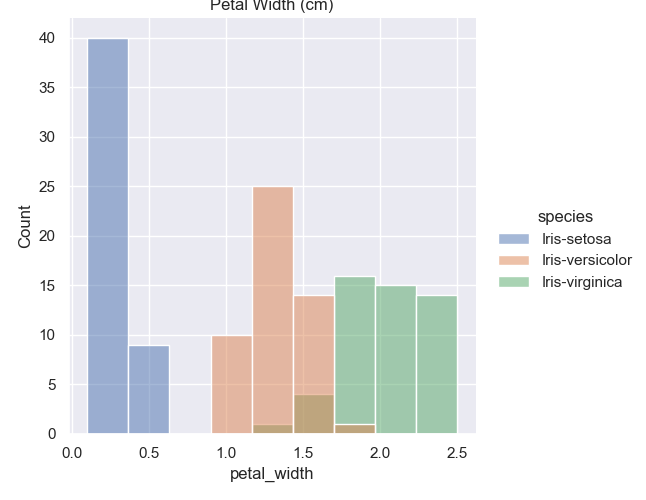 Petal Width (cm)
40
35
30
25
20
15
10
5
0
Count
0.0 0.5 1.0 1.5 2.0 2.5
petal_width
species
Iris-setosa
Iris-versicolor
Iris-virginica